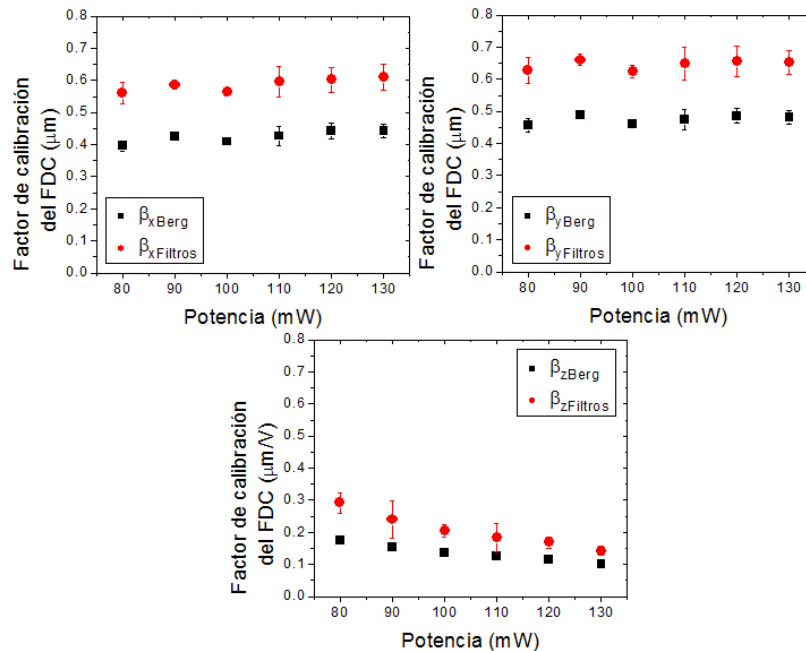 Factor de calibración
del FDC (μm)
0.8
0.7
0.6
0.5
0.4
0.3
0.2
0.1
0.0
βxBerg
βxFiltros
80 90 100 110 120 130
Potencia (mW)
Factor de calibración
del FDC (μm)
0.8
0.7
0.6
0.5
0.4
0.3
0.2
0.1
0.0
βyBerg
βyFiltros
80 90 100 110 120 130
Potencia (mW)
Factor de calibración
del FDC (μm/V)
0.8
0.7
0.6
0.5
0.4
0.3
0.2
0.1
0.0
βzBerg
βzFiltros
80 90 100 110 120 130
Potencia (mW)